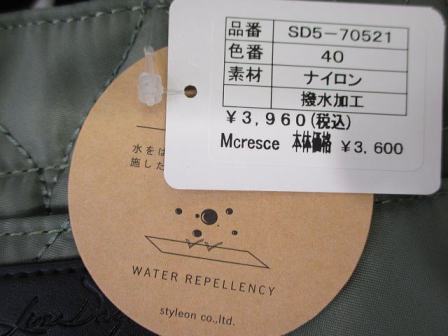 品番 SD5-70521
色番 40
素材 ナイロン
撥水加工
¥3,960(税込)
Mcresce 本体価格 ¥3,600
水をは
施した
WATER REPELLENCY
styleon co.,ltd.